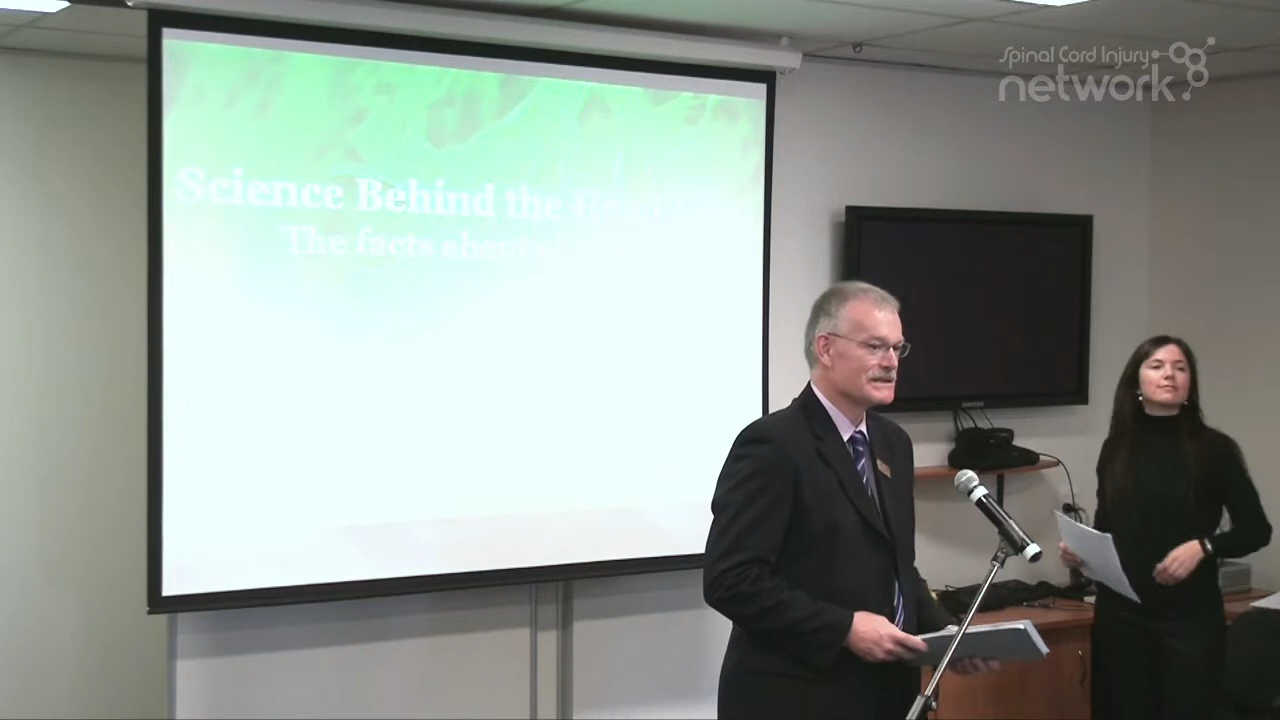 Spinal Cord Injury
network
Science Behind the
The facts about
SAMSUNG